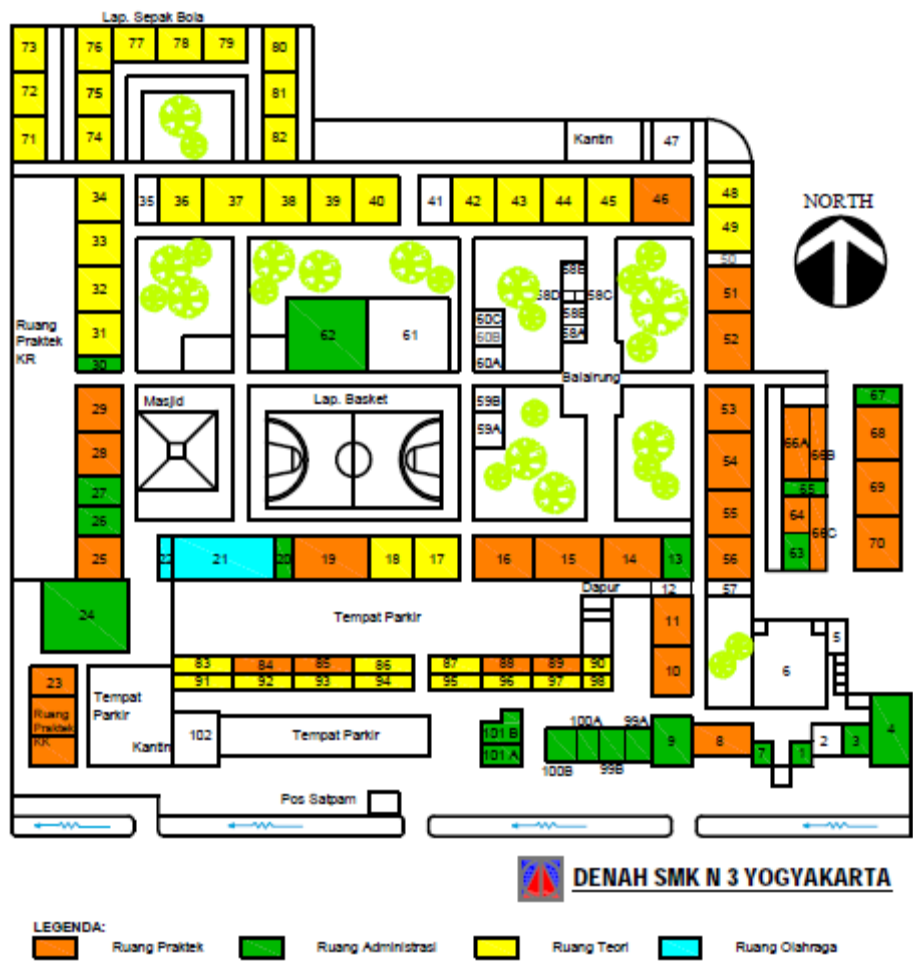 Lap. Sepak Bola
73 76 77 78 79 80
72 75 81
71 74 82
Kantin 47
34 35 36 37 38 39 40 41 42 43 44 45 46 48
NORTH
33 49
50
32 58B 58D 58C 51
31 62 61 60C 58B 52
Ruang
Praktek
KR
60B 58A
30 60A
Balairung
29 Masjid Lap. Basket 59B 53 67
59A 66A 66B 68
28 54
27 65 69
26 55 64 66C
25 22 21 20 19 18 17 16 15 14 13 56 63 70
Dapur 12 57
24 Tempat Parkir 11 5
83 84 85 86 87 88 89 90 10 6
91 92 93 94 95 96 97 98
23
Ruang
Praktek
KK
Tempat
Parkir
Kantin 102 Tempat Parkir 101 B 100A 99A 9 8 2 3 4
101 A 100B 99B 7 1
Pos Satpam
DENAH SMK N 3 YOGYAKARTA
LEGENDA:
Ruang Praktek Ruang Administrasi Ruang Teori Ruang Olahraga